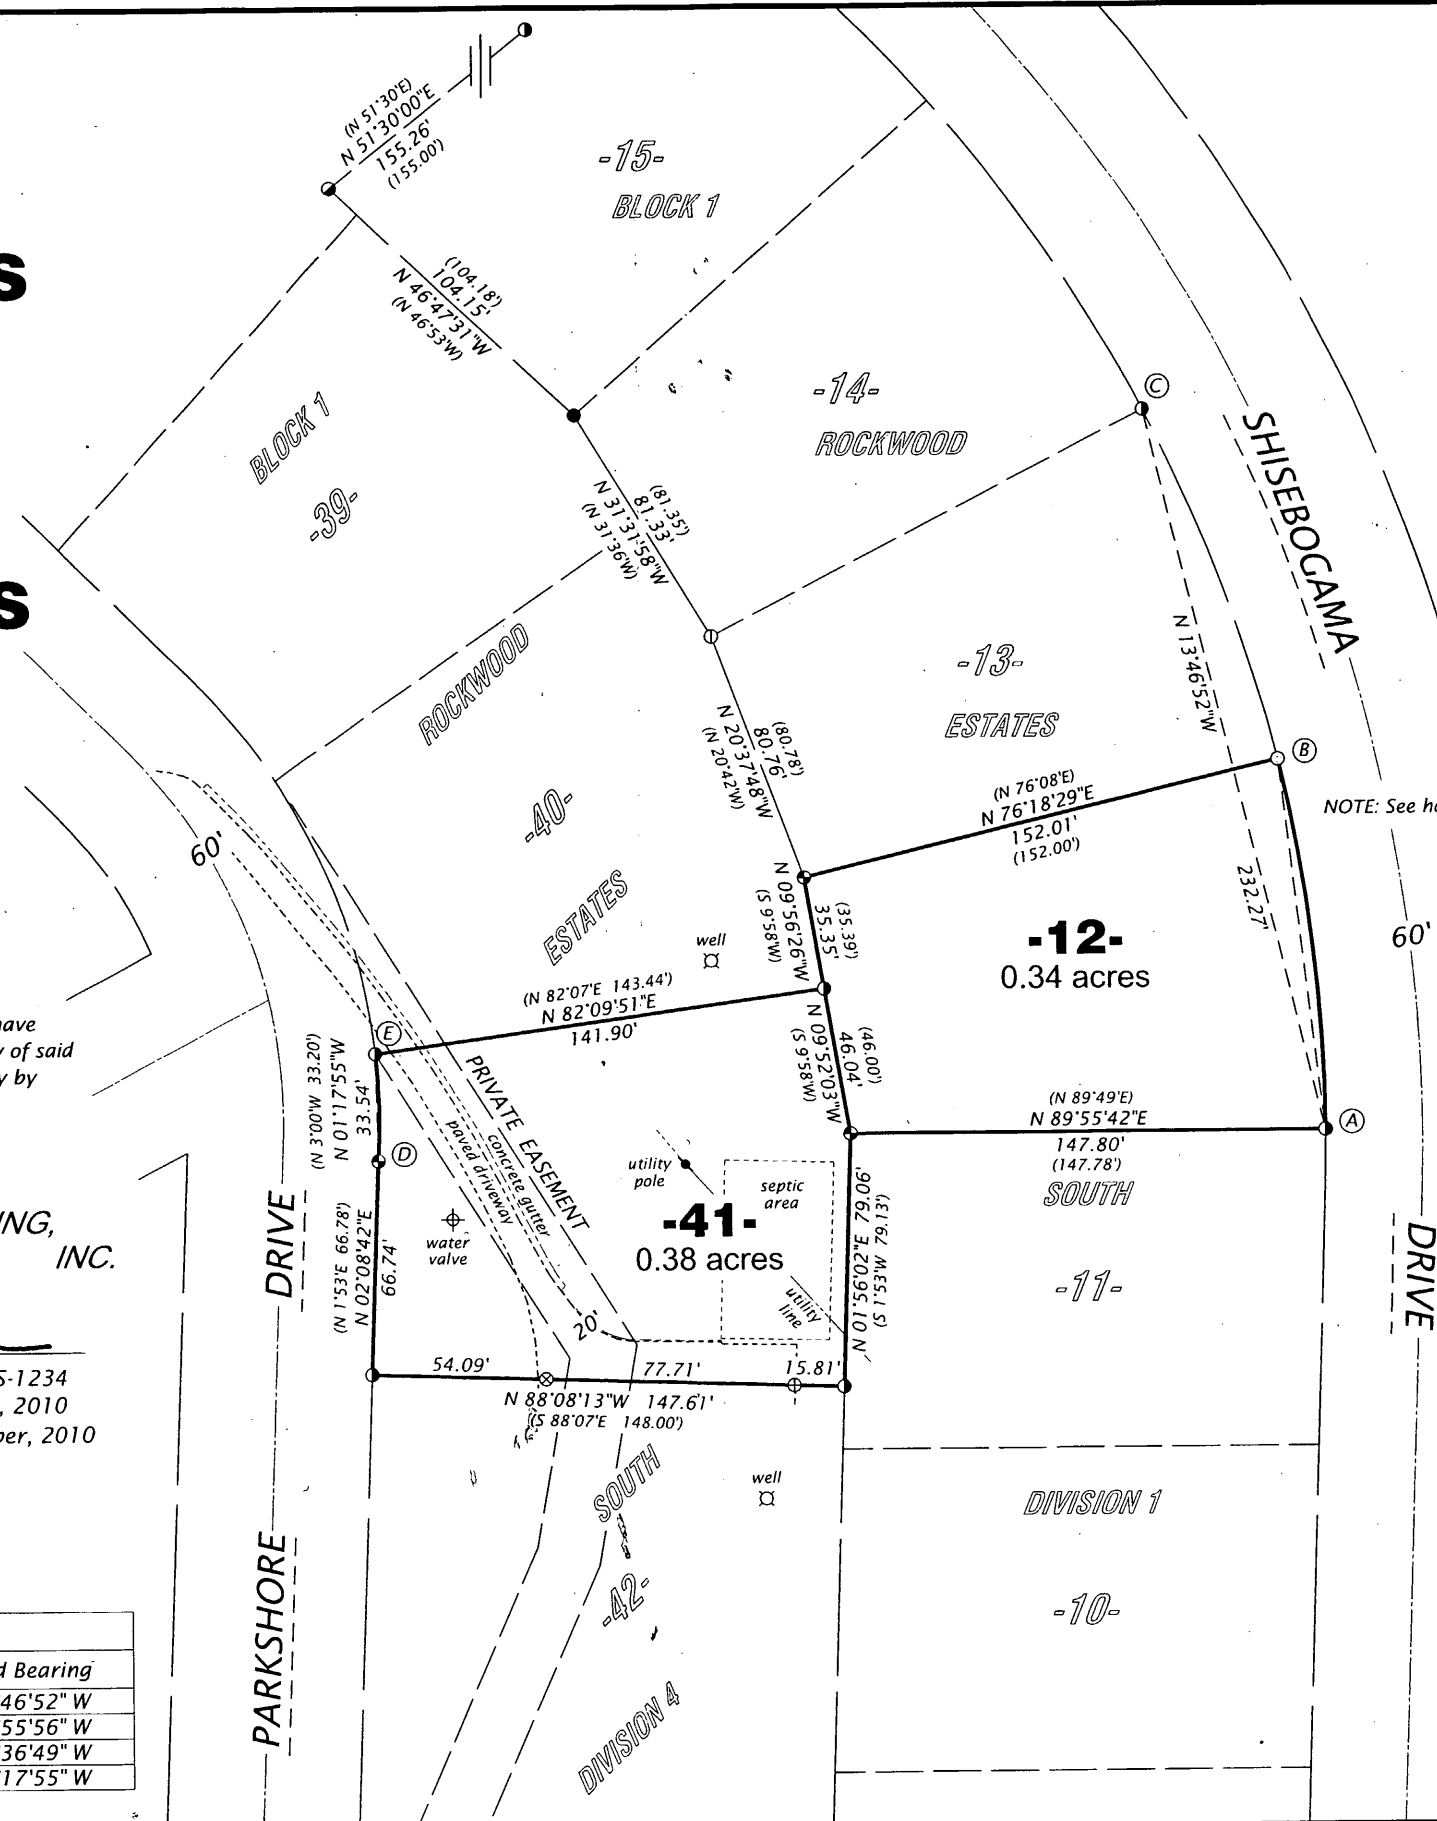 (N 51°30'E)
N 51°30'00"E
155.26'
(155.00')
-15-
BLOCK 1
S
(104.18')
104.15'
N 46°47'31"W
(N 46°53'W)
C
-14-
ROCKWOOD
BLOCK 1
-39-
SHISEBOGAMA
(81.35')
81.33'
N 31°31'58"W
(N 31°36'W)
S
ROCKWOOD
-13-
ESTATES
N 13°46'52"W
232.27'
(80.78')
80.76'
N 20°37'48"W
(N 20°42'W)
B
(N 76°08'E)
N 76°18'29"E
152.01'
(152.00')
NOTE: See
60'
-40-
ESTATES
(35.39')
35.35'
N 09°56'26"W
(S 9°58'W)
well
-12-
0.34 acres
60'
(N 82°07'E 143.44')
N 82°09'51"E
141.90'
have
of said
by
E
(46.00')
46.04'
N 09°52'03"W
(S 9°58'W)
(N 3°00'W 33.20')
N 01°17'55"W
33.54'
PRIVATE EASEMENT
concrete gutter
paved driveway
(N 89°49'E)
N 89°55'42"E
147.80'
(147.78')
A
D
utility
pole
septic
area
SOUTH
-41-
0.38 acres
water
valve
DRIVE
(N 1°53'E 66.78')
N 02°08'42"E
66.74'
N 01°56'02"E 79.06'
(S 1°53'W 79.13')
utility
line
-11-
DRIVE
ING,
INC.
20'
54.09'
77.71'
15.81'
N 88°08'13"W 147.61'
(S 88°07'E 148.00')
S-1234
, 2010
ber, 2010
SOUTH
well
DIVISION 1
-42-
-10-
PARKSHORE
DIVISION 4
d Bearing
46'52" W
55'56" W
36'49" W
17'55" W